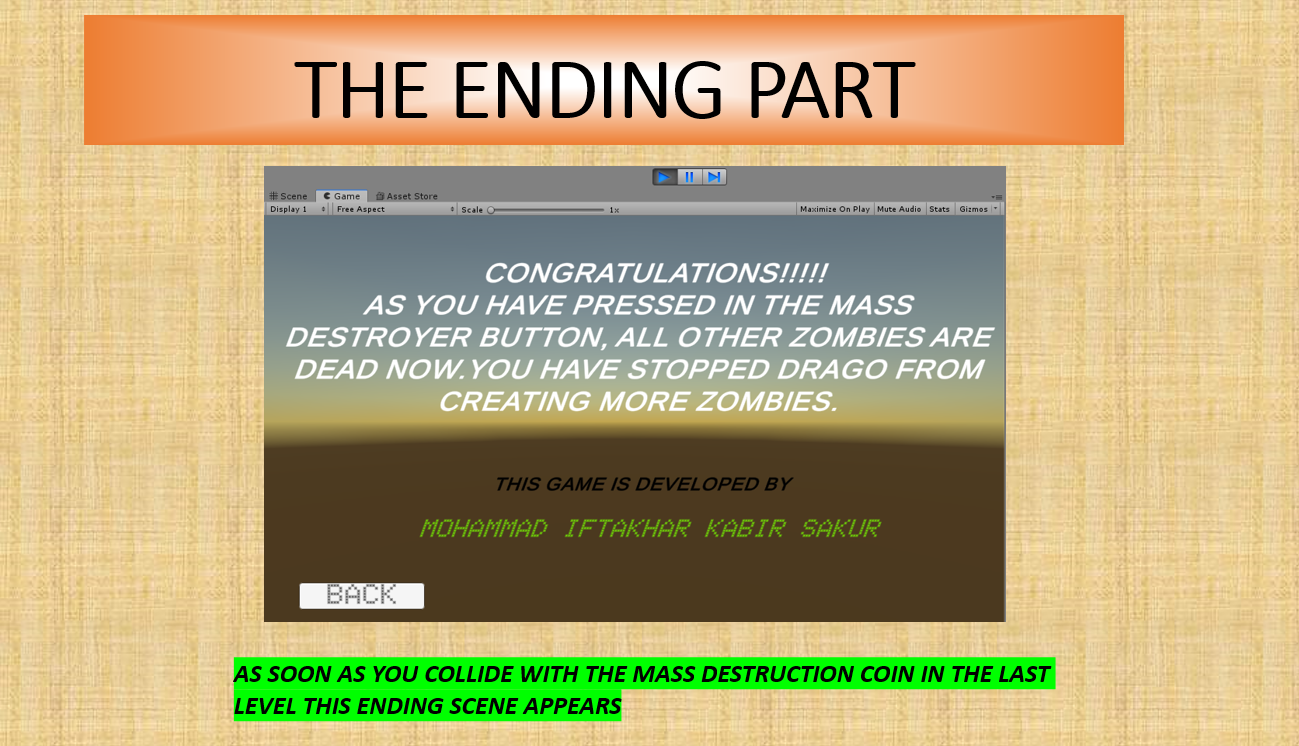 THE ENDING PART
Scene Game Asset Store
Display 1 Free Aspect Scale 1x Maximize On Play Mute Audio Stats Gizmos
CONGRATULATIONS!!!!!
AS YOU HAVE PRESSED IN THE MASS
DESTROYER BUTTON, ALL OTHER ZOMBIES ARE
DEAD NOW.YOU HAVE STOPPED DRAGO FROM
CREATING MORE ZOMBIES.
THIS GAME IS DEVELOPED BY
MOHAMMAD IFTAKHAR KABIR SAKUR
BACK
AS SOON AS YOU COLLIDE WITH THE MASS DESTRUCTION COIN IN THE LAST
LEVEL THIS ENDING SCENE APPEARS